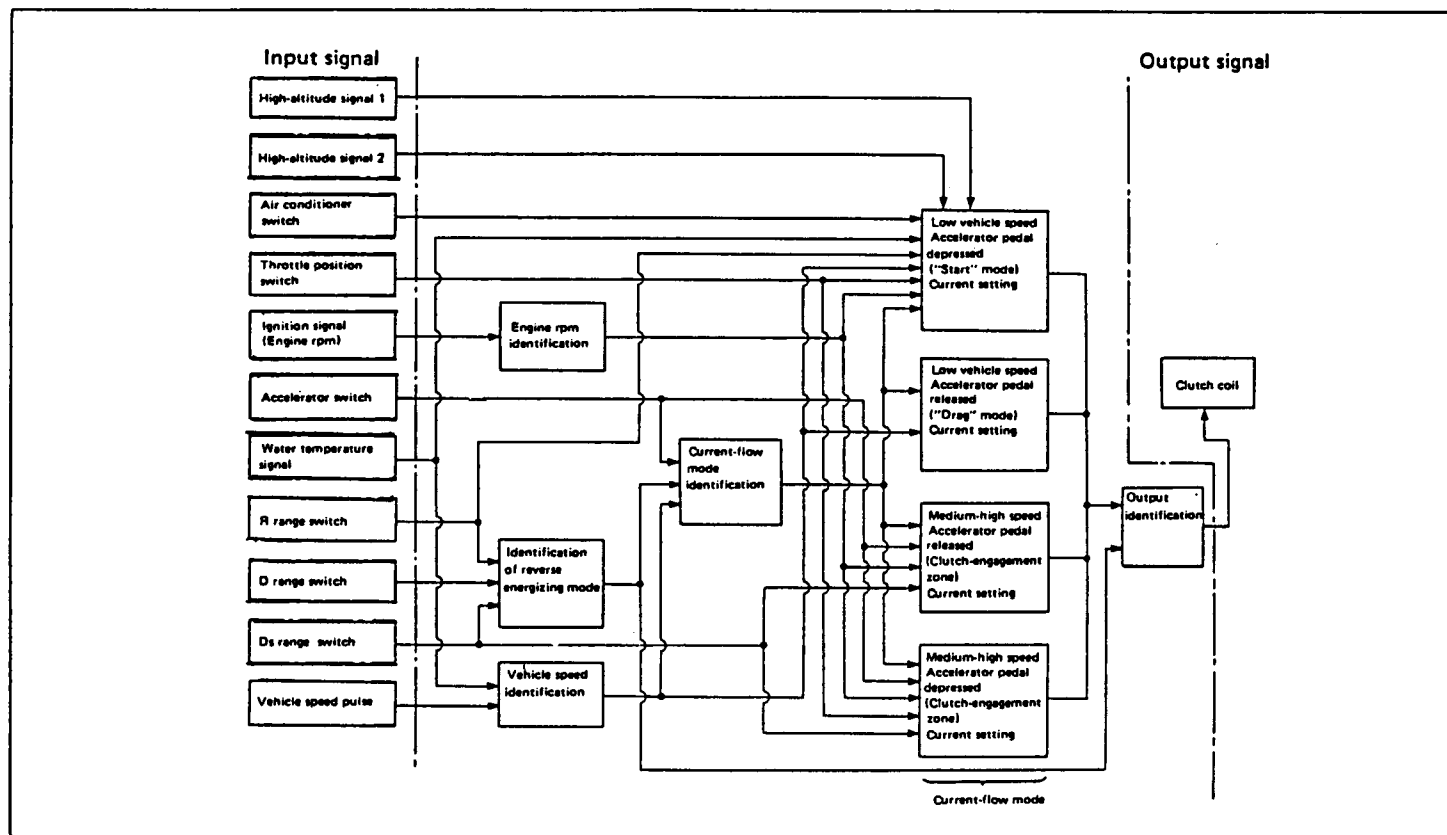 Input signal
Output signal
High-altitude signal 1
High-altitude signal 2
Air conditioner
switch
Throttle position
switch
Ignition signal
(Engine rpm)
Accelerator switch
Water temperature
signal
R range switch
D range switch
Ds range switch
Vehicle speed pulse
Engine rpm
identification
Current-flow
mode
identification
Identification
of reverse
energizing mode
Vehicle speed
identification
Low vehicle speed
Accelerator pedal
depressed
("Start" mode)
Current setting
Low vehicle speed
Accelerator pedal
released
("Drag" mode)
Current setting
Medium-high speed
Accelerator pedal
released
(Clutch-engagement
zone)
Current setting
Medium-high speed
Accelerator pedal
depressed
(Clutch-engagement
zone)
Current setting
Current-flow mode
Clutch coil
Output
identification